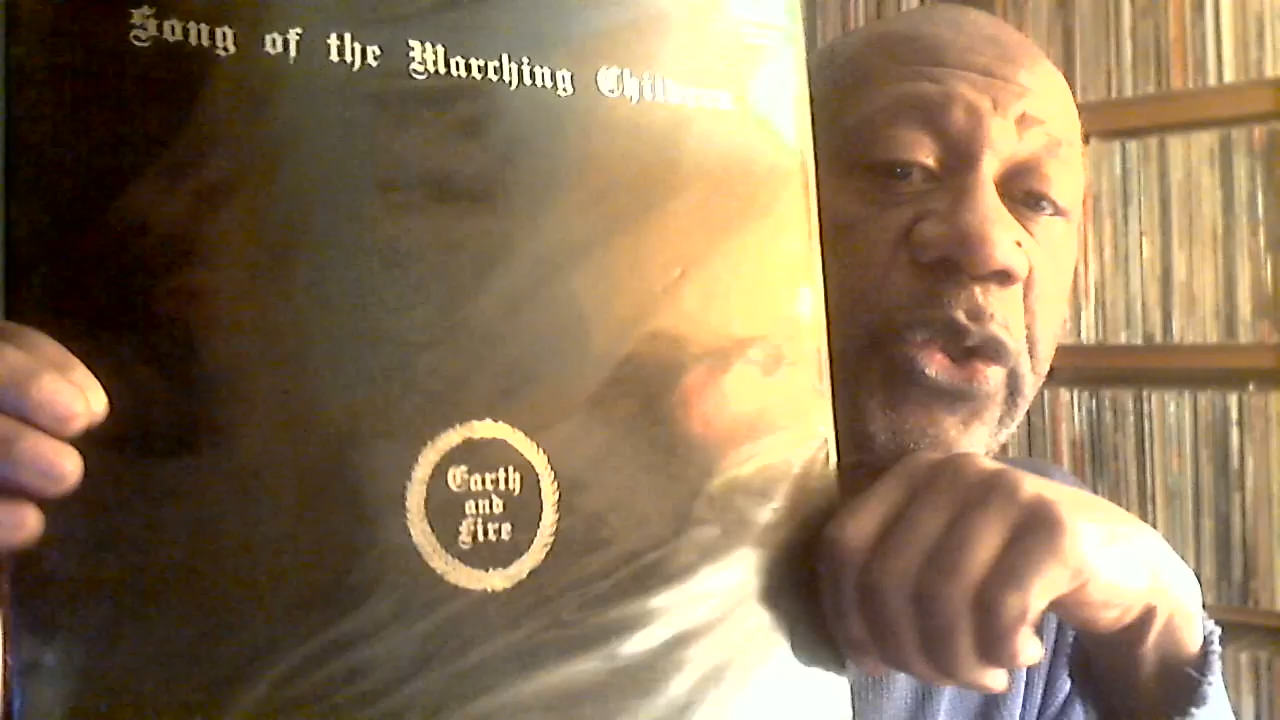 Song of the Marching Children
Earth
and
Fire